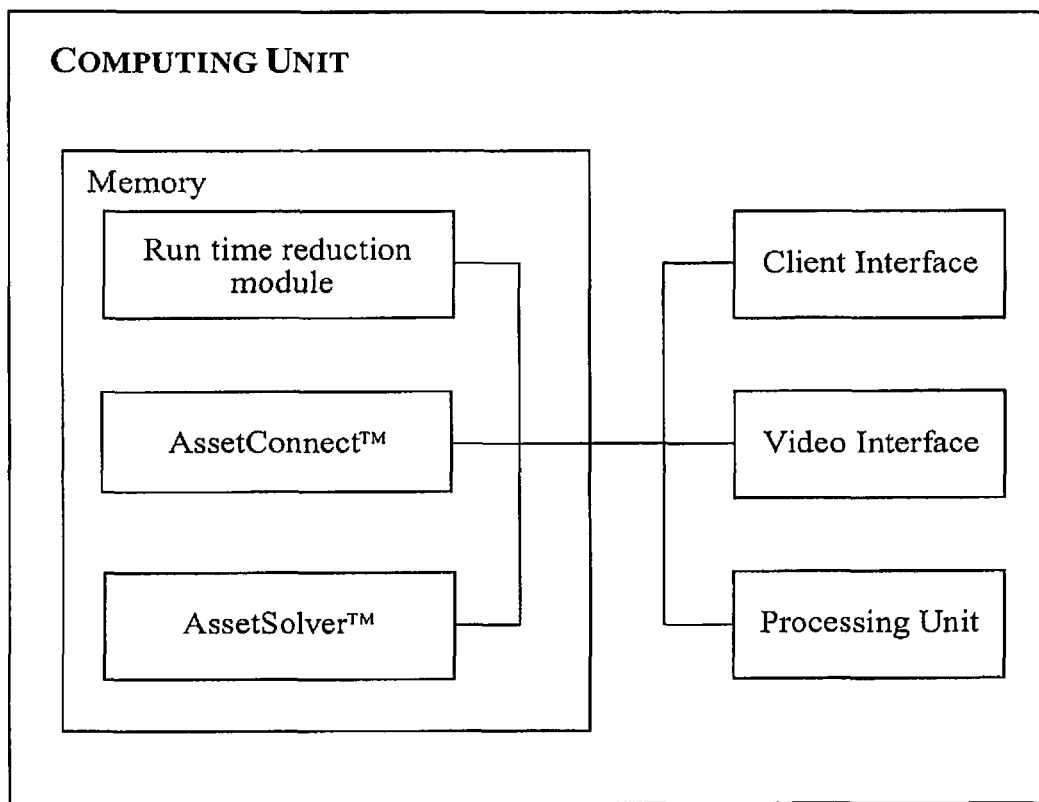 COMPUTING UNIT
Memory
Run time reduction
module
AssetConnect™
AssetSolver™
Client Interface
Video Interface
Processing Unit